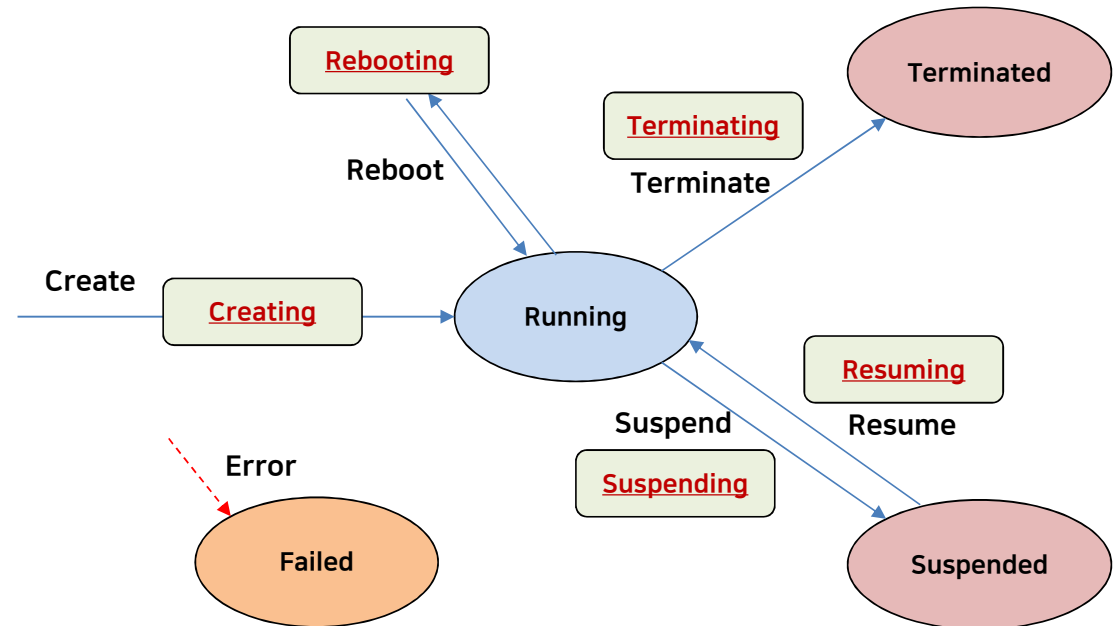 Rebooting
Terminated
Terminating
Reboot
Terminate
Create
Creating
Running
Resuming
Suspend
Resume
Error
Suspending
Failed
Suspended